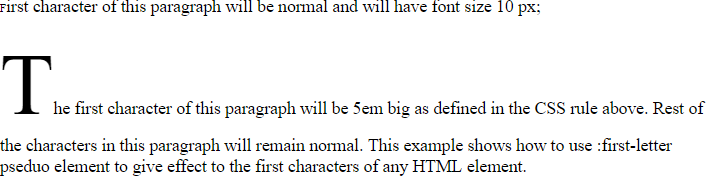 First character of this paragraph will be normal and will have font size 10 px;
The first character of this paragraph will be 5em big as defined in the CSS rule above. Rest of
the characters in this paragraph will remain normal. This example shows how to use :first-letter
pseduo element to give effect to the first characters of any HTML element.